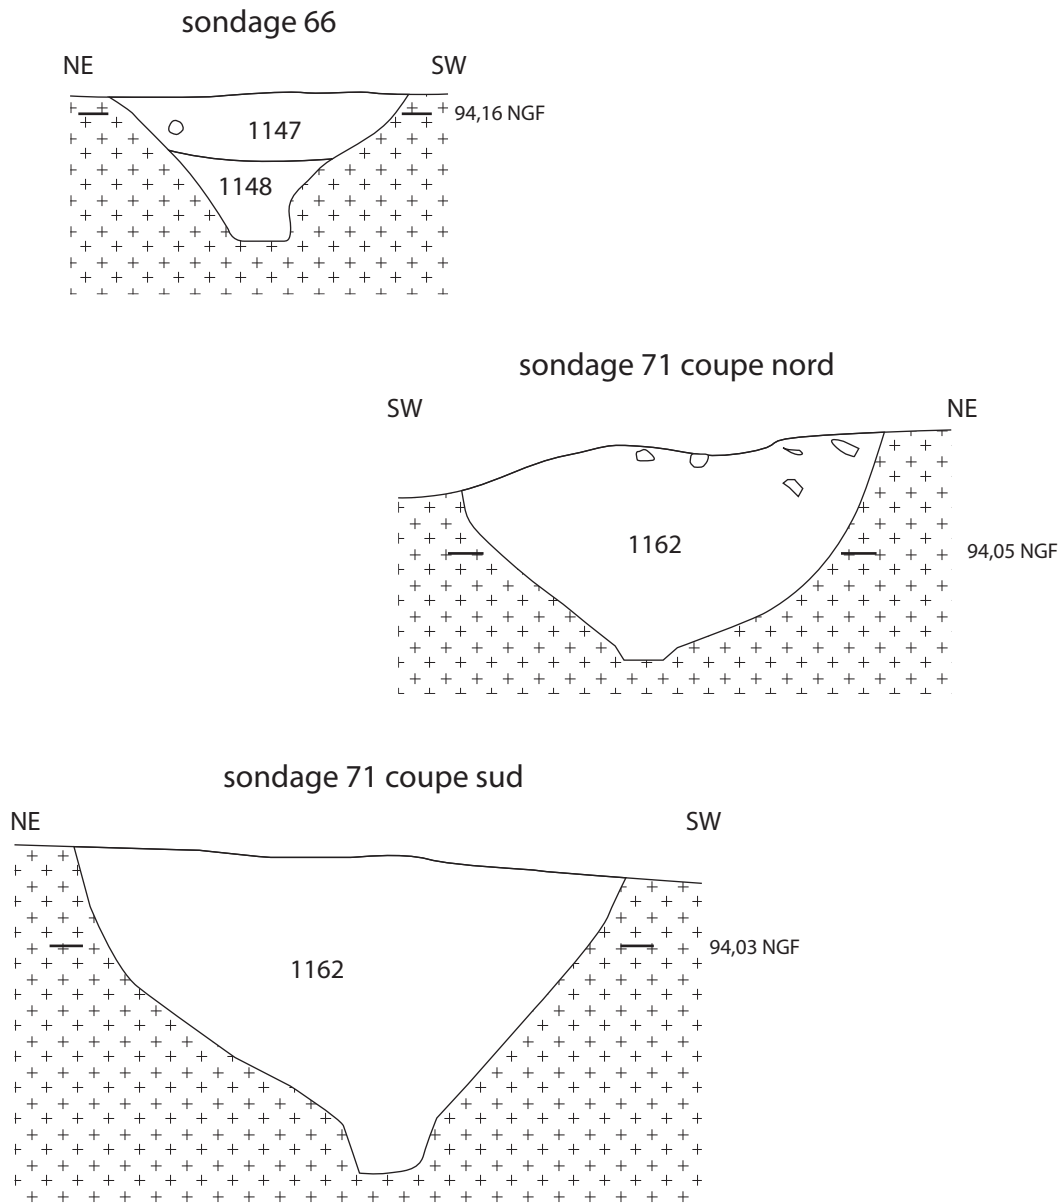 sondage 66
NE SW
94,16 NGF
1147
1148
sondage 71 coupe nord
SW NE
1162
94,05 NGF
sondage 71 coupe sud
NE SW
94,03 NGF
1162